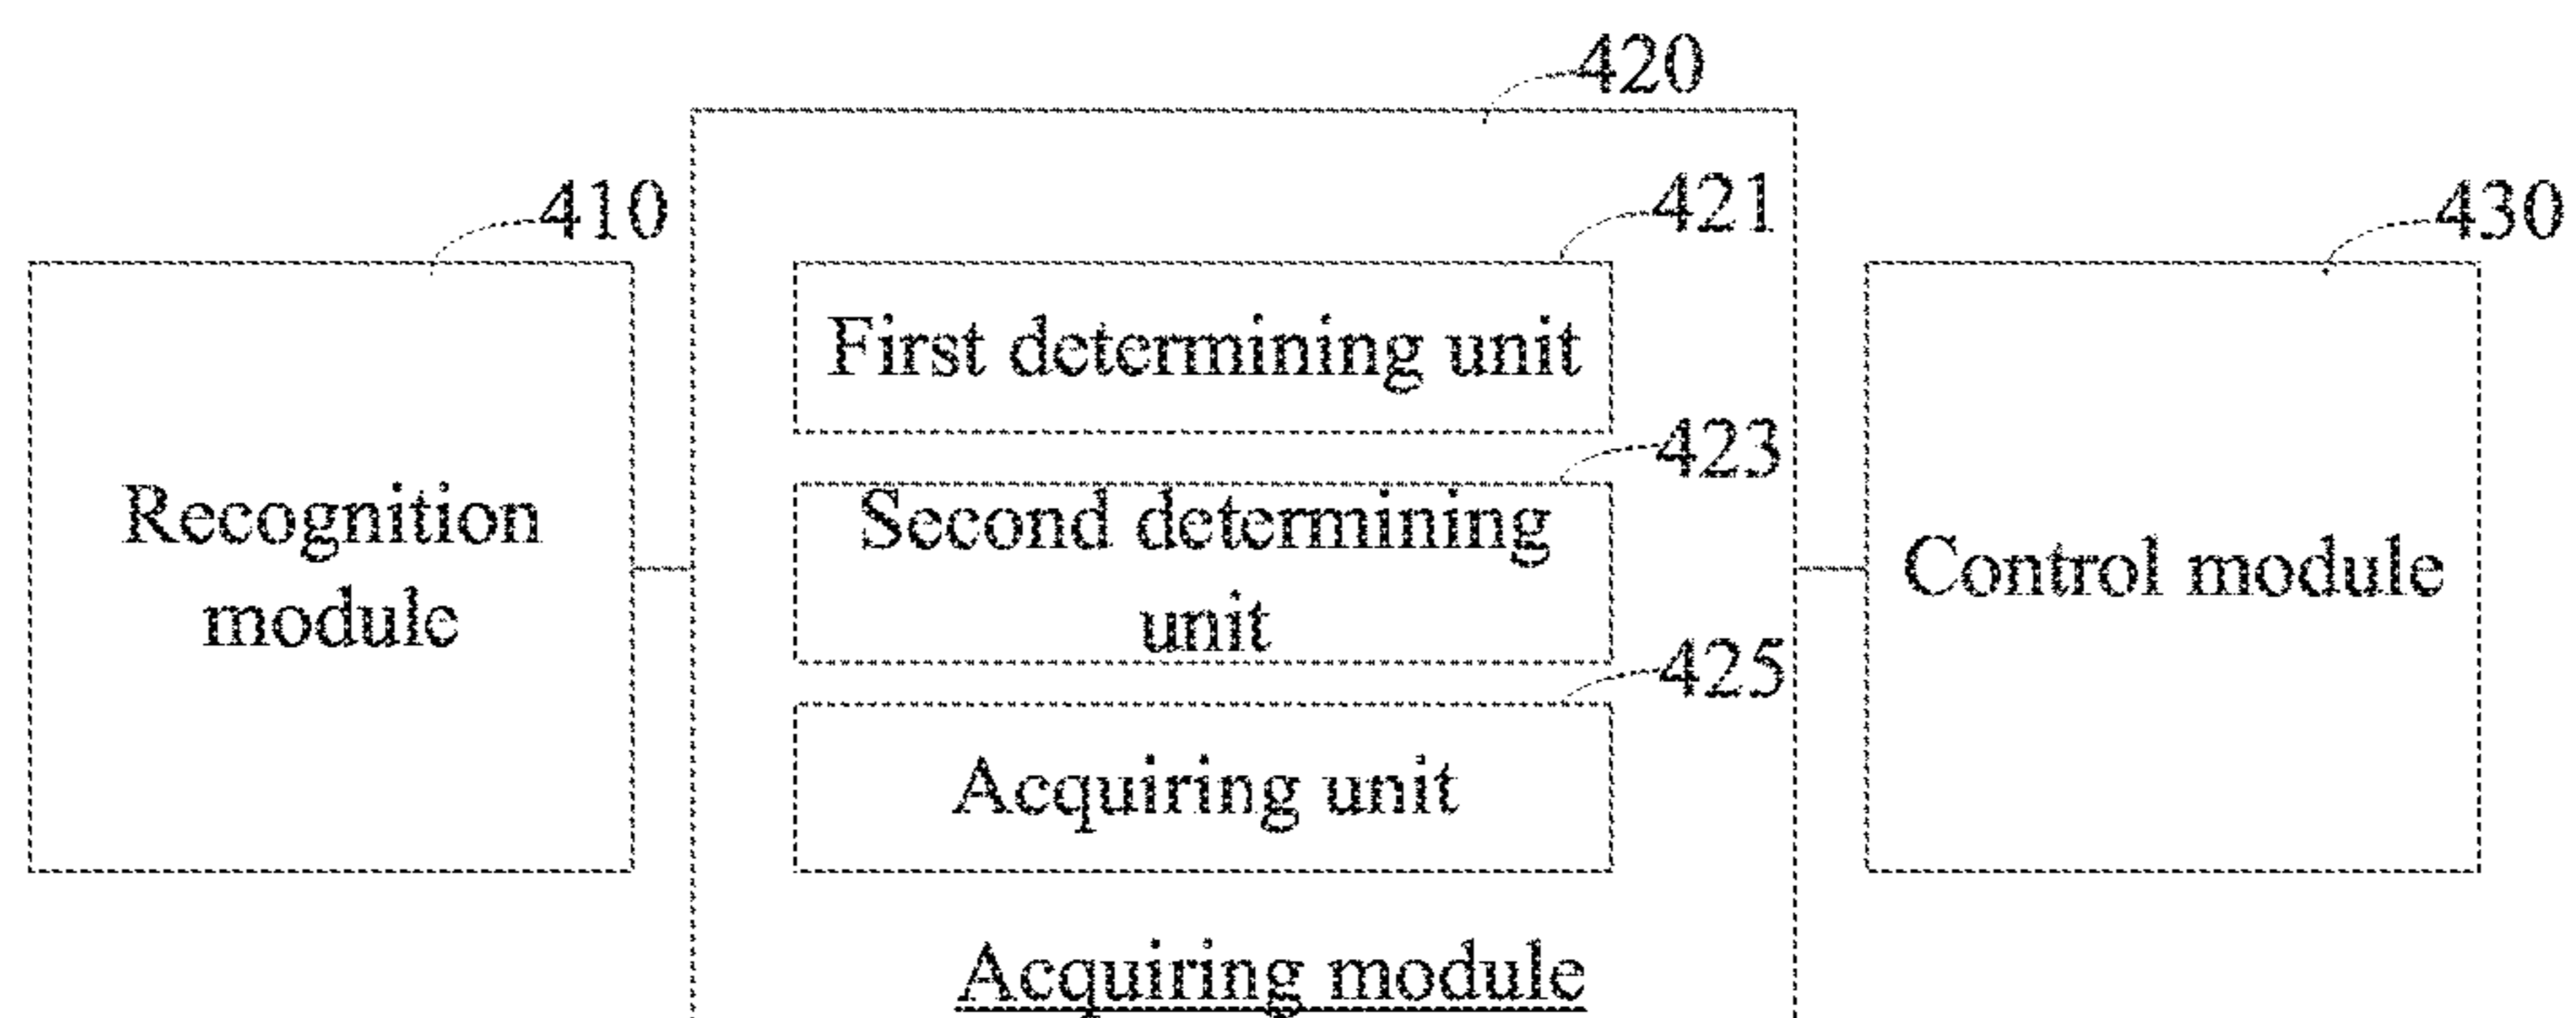 420
410
421
430
First determining unit
423
Recognition
module
Second determining
unit
Control module
425
Acquiring unit
Acquiring module